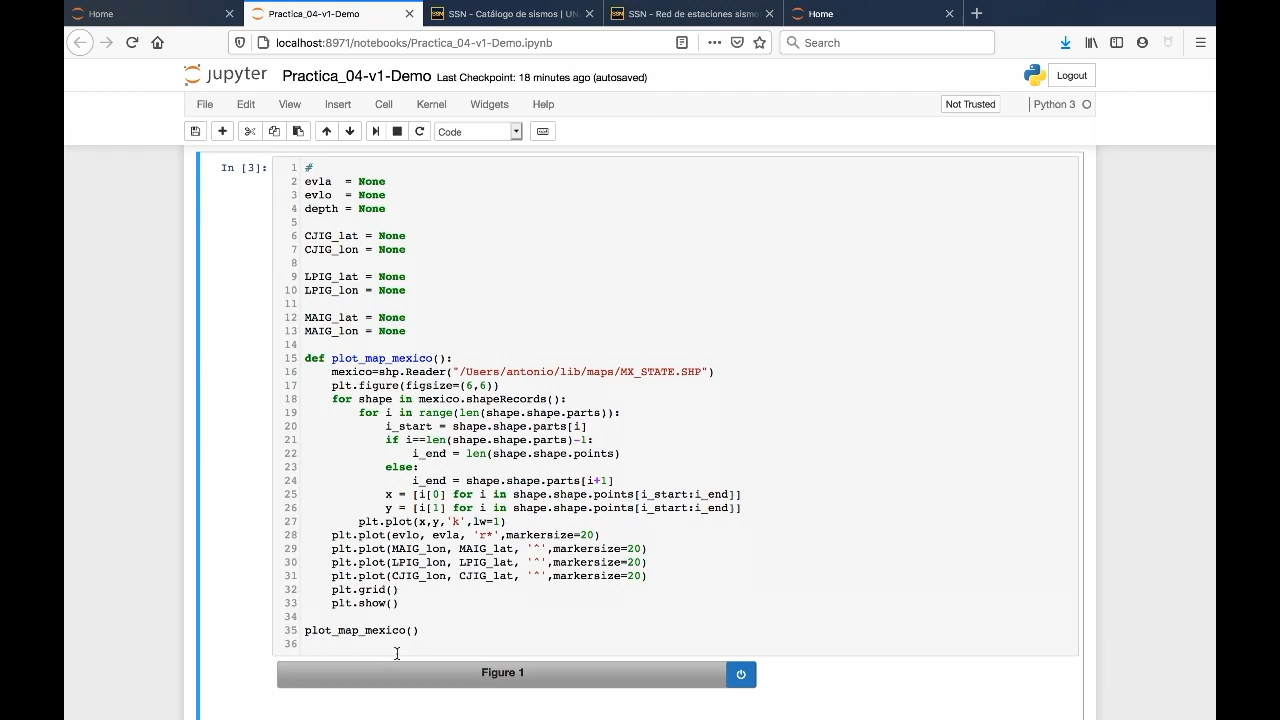 Home
Practica_04-v1-Demo
SSN - Catálogo de sismos | UN
SSN - Red de estaciones sismo
Home
localhost:8971/notebooks/Practica_04-v1-Demo.ipynb
Search
jupyter Practica_04-v1-Demo Last Checkpoint: 18 minutes ago (autosaved)
Logout
File Edit View Insert Cell Kernel Widgets Help
Not Trusted
Python 3
Code
In [3]:
1 #
2 evla  = None
3 evlo  = None
4 depth = None
5
6 CJIG_lat = None
7 CJIG_lon = None
8
9 LPIG_lat = None
10 LPIG_lon = None
11
12 MAIG_lat = None
13 MAIG_lon = None
14
15 def plot_map_mexico():
16     mexico=shp.Reader("/Users/antonio/lib/maps/MX_STATE.SHP")
17     plt.figure(figsize=(6,6))
18     for shape in mexico.shapeRecords():
19         for i in range(len(shape.shape.parts)):
20             i_start = shape.shape.parts[i]
21             if i==len(shape.shape.parts)-1:
22                 i_end = len(shape.shape.points)
23             else:
24                 i_end = shape.shape.parts[i+1]
25             x = [i[0] for i in shape.shape.points[i_start:i_end]]
26             y = [i[1] for i in shape.shape.points[i_start:i_end]]
27         plt.plot(x,y,'k',lw=1)
28     plt.plot(evlo, evla, 'r*',markersize=20)
29     plt.plot(MAIG_lon, MAIG_lat, '^',markersize=20)
30     plt.plot(LPIG_lon, LPIG_lat, '^',markersize=20)
31     plt.plot(CJIG_lon, CJIG_lat, '^',markersize=20)
32     plt.grid()
33     plt.show()
34
35 plot_map_mexico()
36
Figure 1